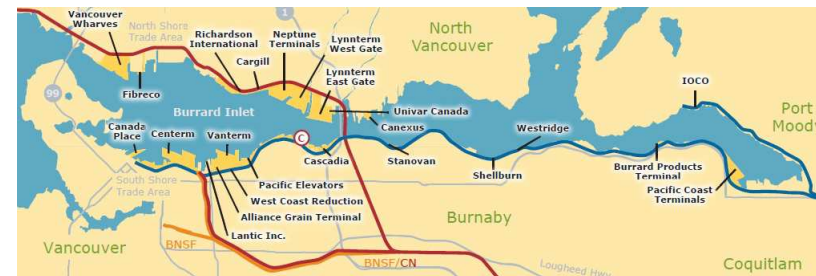 Vancouver
Wharves
North Shore
Trade Area
1
Richardson
International
Neptune
Terminals
Cargill
Lynnterm
West Gate
North
Vancouver
Lynnterm
East Gate
Fibreco
99
Burrard Inlet
Univar Canada
Canexus
IOCO
Port
Moody
Canada
Place
Centerm
Vanterm
C
Cascadia
Stanovan
Westridge
Shellburn
Burrard Products
Terminal
Pacific Coast
Terminals
South Shore
Trade Area
Pacific Elevators
West Coast Reduction
Alliance Grain Terminal
Lantic Inc.
Burnaby
Vancouver
BNSF
BNSF/CN
Lougheed Hwy
Coquitlam